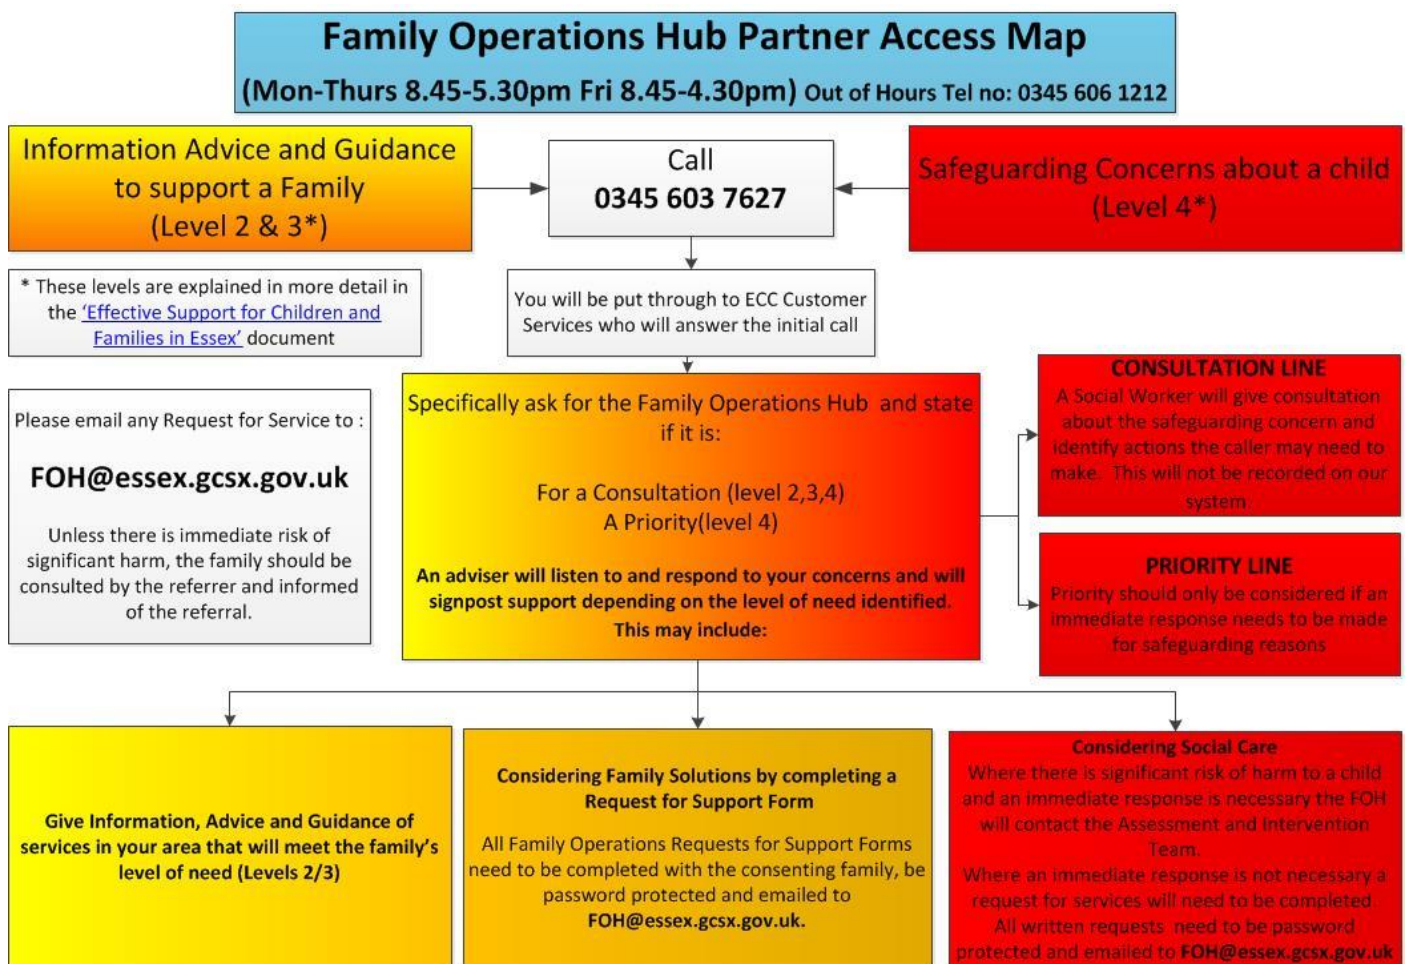 Family Operations Hub Partner Access Map
(Mon-Thurs 8.45-5.30pm Fri 8.45-4.30pm) Out of Hours Tel no: 0345 606 1212
Information Advice and Guidance
to support a Family
(Level 2 & 3*)
Call
0345 603 7627
Safeguarding Concerns about a child
(Level 4*)
* These levels are explained in more detail in
the 'Effective Support for Children and
Families in Essex' document
You will be put through to ECC Customer
Services who will answer the initial call
Please email any Request for Service to :
FOH@essex.gcsx.gov.uk
Unless there is immediate risk of
significant harm, the family should be
consulted by the referrer and informed
of the referral.
Specifically ask for the Family Operations Hub and state
if it is:
For a Consultation (level 2,3,4)
A Priority(level 4)
An adviser will listen to and respond to your concerns and will
signpost support depending on the level of need identified.
This may include:
CONSULTATION LINE
A Social Worker will give consultation
about the safeguarding concern and
identify actions the caller may need to
make. This will not be recorded on our
system.
PRIORITY LINE
Priority should only be considered if an
immediate response needs to be made
for safeguarding reasons
Give Information, Advice and Guidance of
services in your area that will meet the family's
level of need (Levels 2/3)
Considering Family Solutions by completing a
Request for Support Form
All Family Operations Requests for Support Forms
need to be completed with the consenting family, be
password protected and emailed to
FOH@essex.gcsx.gov.uk.
Considering Social Care
Where there is significant risk of harm to a child
and an immediate response is necessary the FOH
will contact the Assessment and Intervention
Team.
Where an immediate response is not necessary a
request for services will need to be completed
All written requests need to be password
protected and emailed to FOH@essex.gcsx.gov.uk